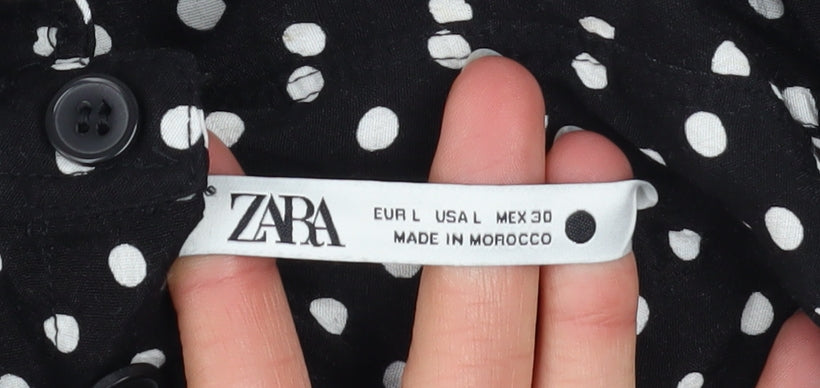 ZARA
EUR L USA L MEX 30
MADE IN MOROCCO